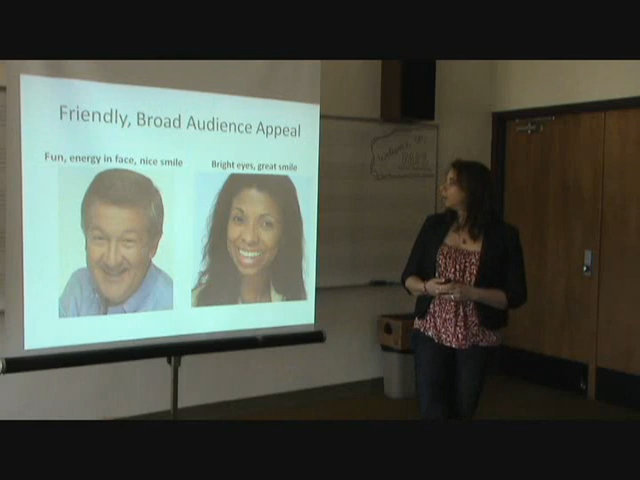 Friendly, Broad Audience Appeal
Fun, energy in face, nice smile
Bright eyes, great smile